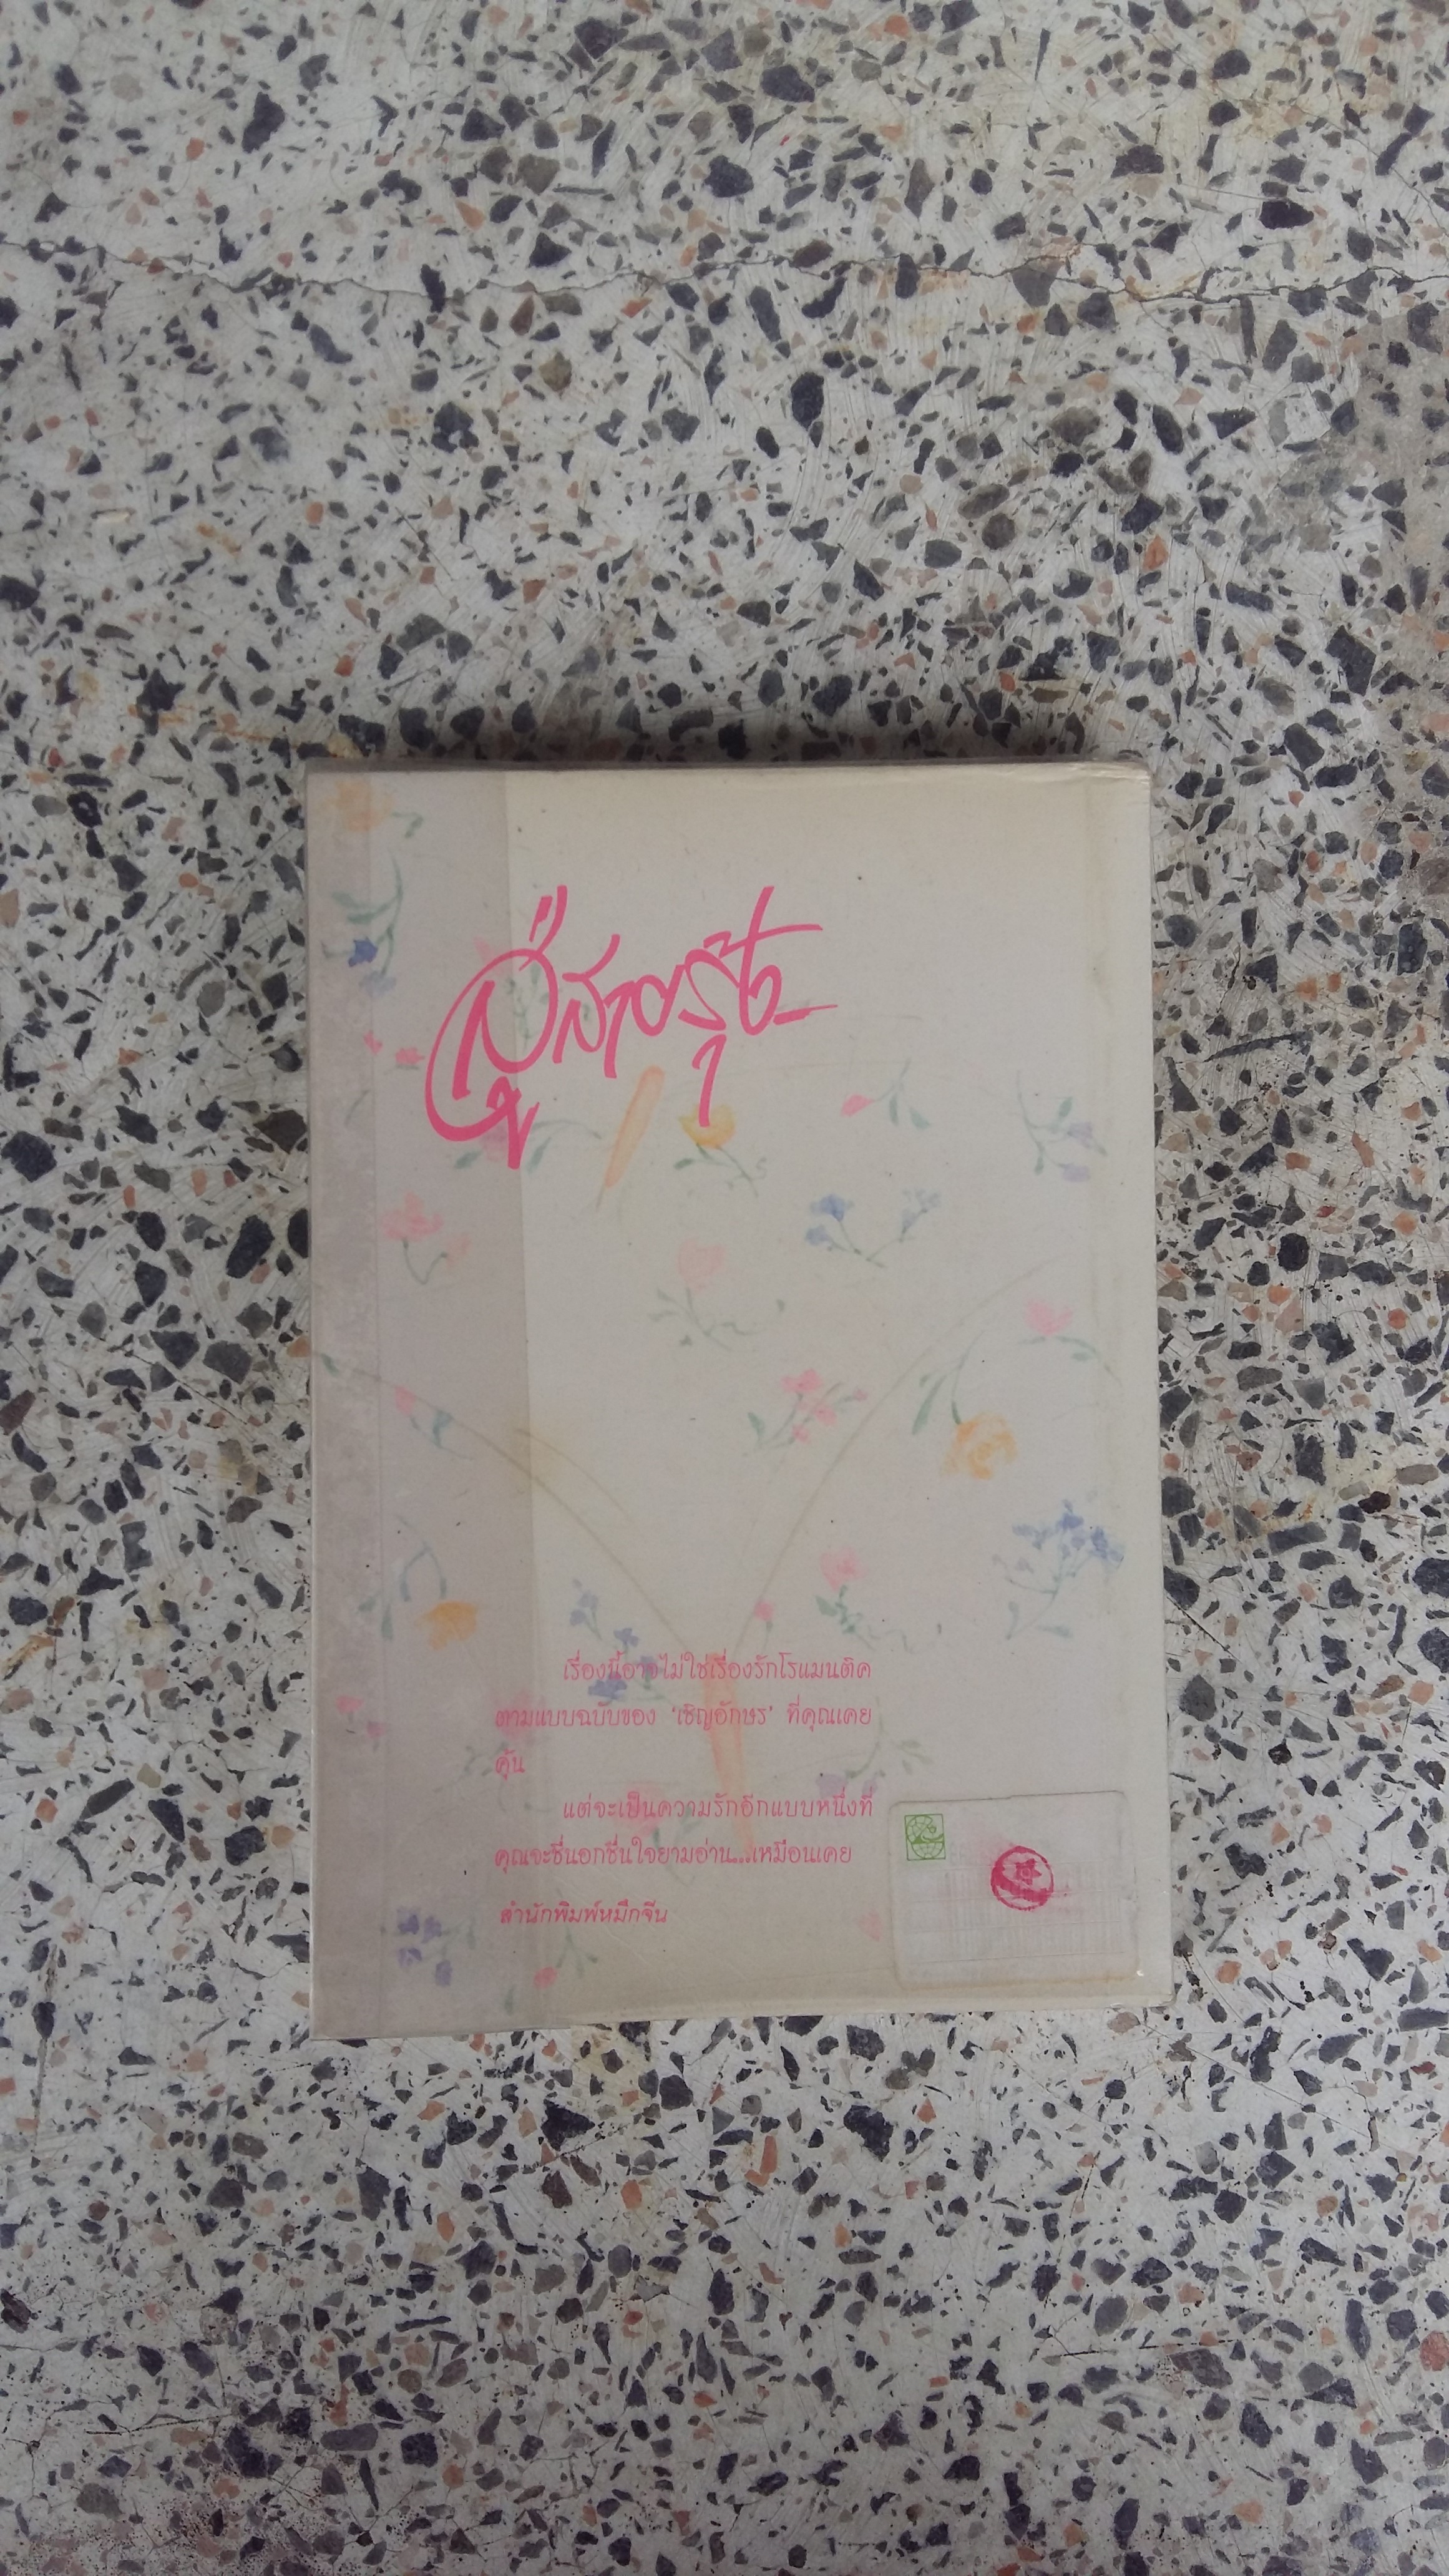 เรื่องนี้อาจไม่ใช่เรื่องรักโรแมนติค
ตามแบบฉบับของ 'เชิญอักษร' ที่คุณเคย
คุ้น
แต่จะเป็นความรักอีกแบบหนึ่งที่
คุณจะชื่นอกชื่นใจยามอ่าน...เหมือนเคย
สำนักพิมพ์หมึกจีน